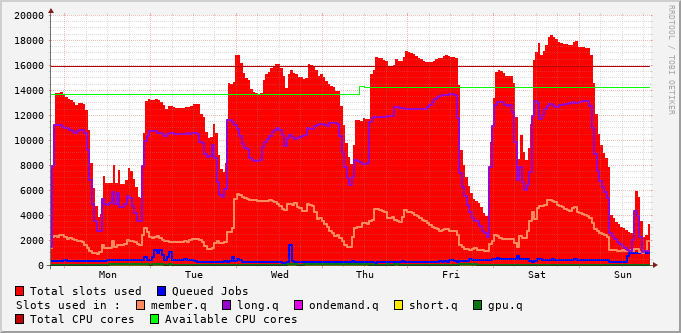 20000
18000
16000
14000
12000
10000
8000
6000
4000
2000
0
Mon Tue Wed Thu Fri Sat Sun
RRDTOOL / TOBI OETIKER
Total slots used Queued Jobs
Slots used in : member.q long.q ondemand.q short.q gpu.q
Total CPU cores Available CPU cores